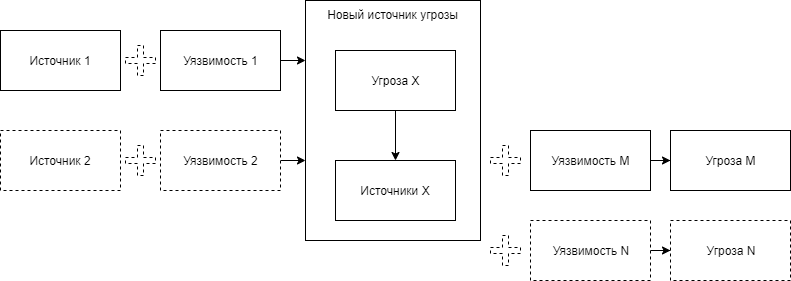 Новый источник угрозы
Источник 1
Уязвимость 1
Угроза X
Источник 2
Уязвимость 2
Источники X
Уязвимость M
Угроза M
Уязвимость N
Угроза N